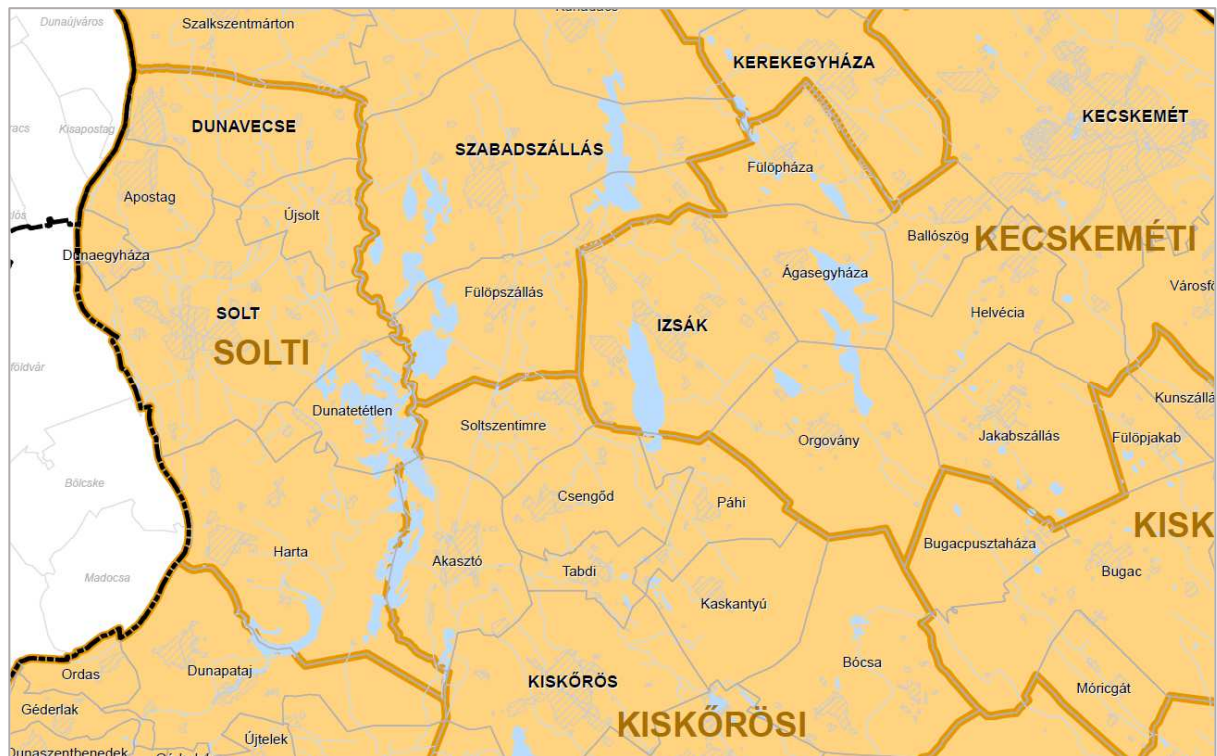 Dunaújváros
Szalkszentmárton
KEREKEGYHÁZA
KECSKEMÉT
Kisapostag
DUNAVECSE
SZABADSZÁLLÁS
Fülöpháza
Apostag
Újsolt
Ballószög
KECSKEMÉTI
Dunaegyháza
Ágasegyháza
Fülöpszállás
Városfö
SOLT
IZSÁK
Helvécia
SOLTI
földvár
Kunszállá
Dunatetétlen
Soltszentimre
Orgovány
Jakabszállás
Fülöpjakab
Bölcske
Csengőd
Páhi
KISK
Harta
Akasztó
Bugacpusztaháza
Madocsa
Tabdi
Bugac
Kaskantyú
Ordas
Dunapataj
Bócsa
KISKŐRÖS
Móricgát
Géderlak
KISKŐRÖSI
Újtelek